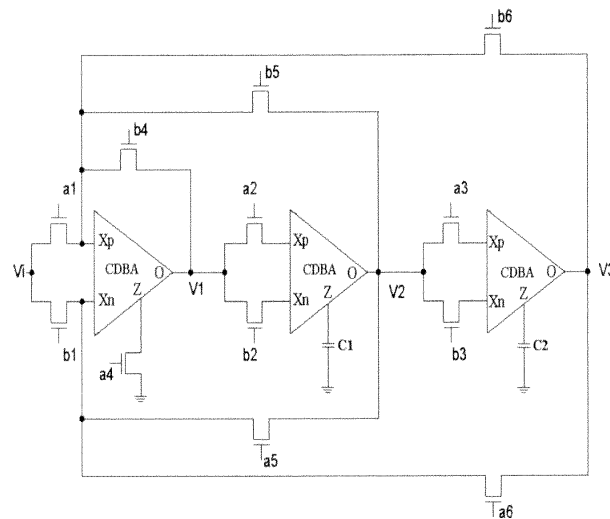 b6
b5
b4
a1 a2 a3
Xp Xp Xp
CDBA CDBA CDBA
Vi O V1 O V2 O V3
Xn Z Xn Z Xn Z
b1 b2 b3
a4 C1 C2
a5
a6